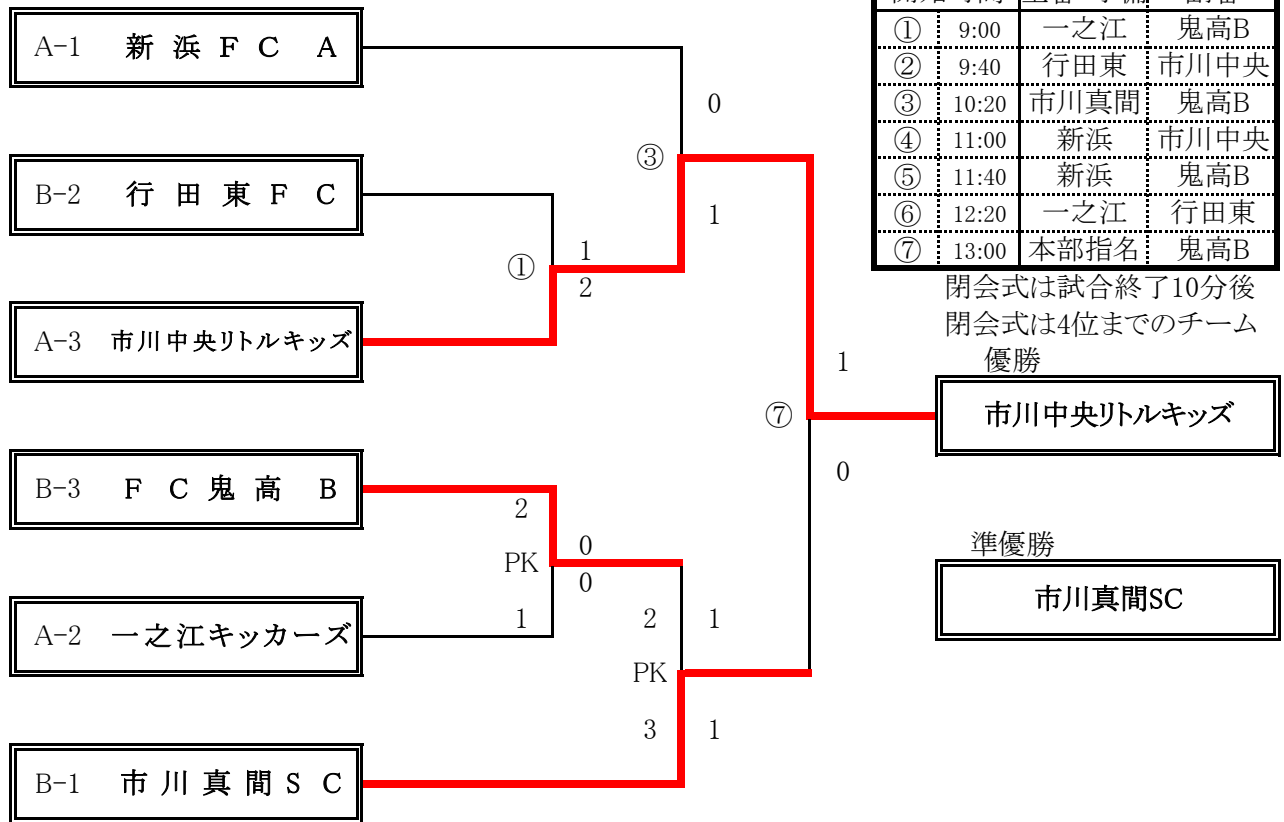 ① 9:00 一之江 鬼高B
② 9:40 行田東 市川中央
③ 10:20 市川真間 鬼高B
④ 11:00 新浜 市川中央
⑤ 11:40 新浜 鬼高B
⑥ 12:20 一之江 行田東
⑦ 13:00 本部指名 鬼高B
閉会式は試合終了10分後
閉会式は4位までのチーム
A-1 新浜FC A
0
③
B-2 行田東FC
1
1
①
2
A-3 市川中央リトルキッズ
1
優勝
⑦
市川中央リトルキッズ
0
B-3 FC鬼高 B
2
0
PK
0
準優勝
市川真間SC
A-2 一之江キッカーズ
1
2 1
PK
3 1
B-1 市川真間SC